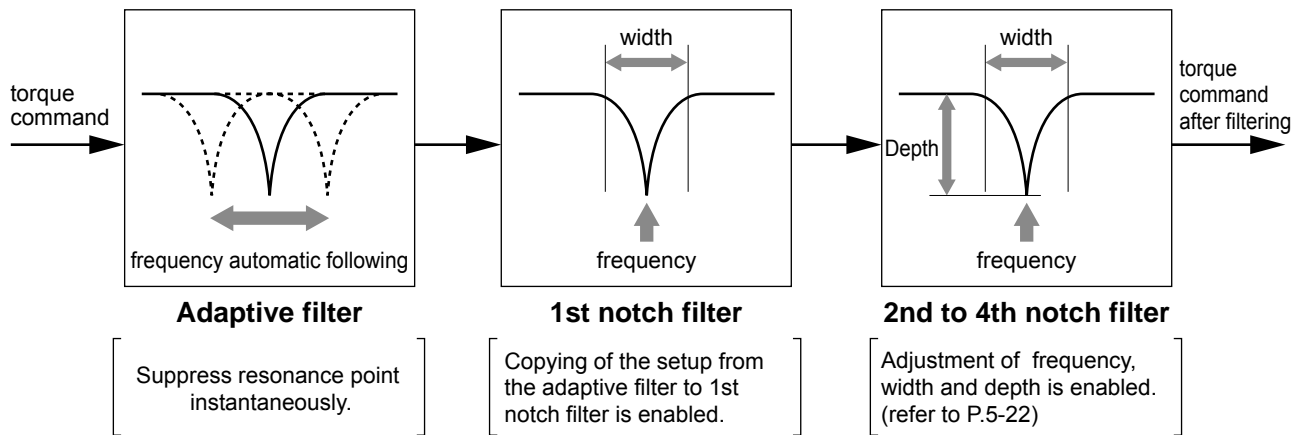 torque
command
frequency automatic following
Adaptive filter
Suppress resonance point
instantaneously.
width
frequency
1st notch filter
Copying of the setup from
the adaptive filter to 1st
notch filter is enabled.
width
Depth
frequency
2nd to 4th notch filter
Adjustment of frequency,
width and depth is enabled.
(refer to P.5-22)
torque
command
after filtering